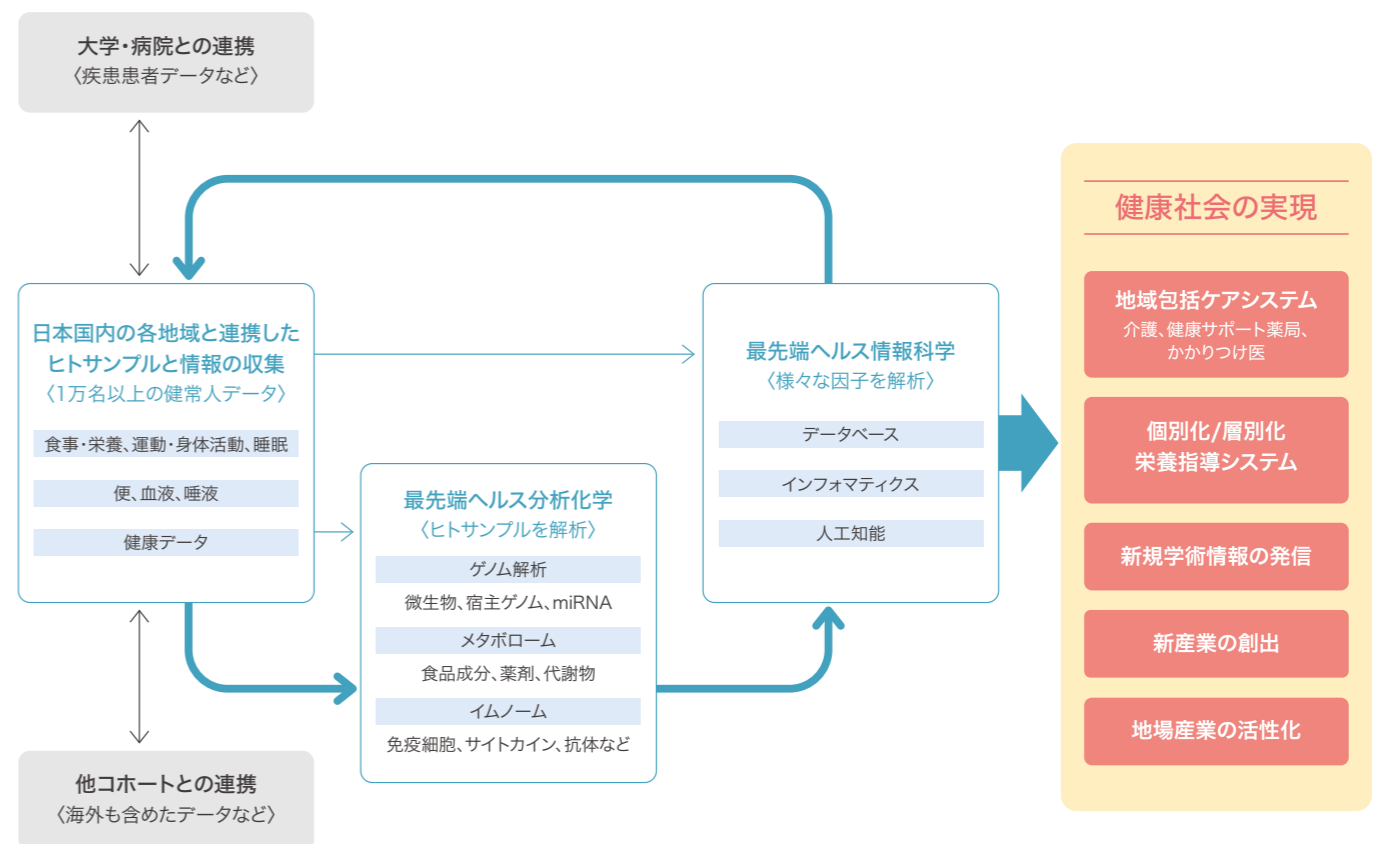 大学・病院との連携
〈疾患患者データなど〉
日本国内の各地域と連携した
ヒトサンプルと情報の収集
〈1万名以上の健常人データ〉
食事・栄養、運動・身体活動、睡眠
便、血液、唾液
健康データ
他コホートとの連携
〈海外も含めたデータなど〉
最先端ヘルス分析化学
〈ヒトサンプルを解析〉
ゲノム解析
微生物、宿主ゲノム、miRNA
メタボローム
食品成分、薬剤、代謝物
イムノーム
免疫細胞、サイトカイン、抗体など
最先端ヘルス情報科学
〈様々な因子を解析〉
データベース
インフォマティクス
人工知能
健康社会の実現
地域包括ケアシステム
介護、健康サポート薬局、
かかりつけ医
個別化/層別化
栄養指導システム
新規学術情報の発信
新産業の創出
地場産業の活性化